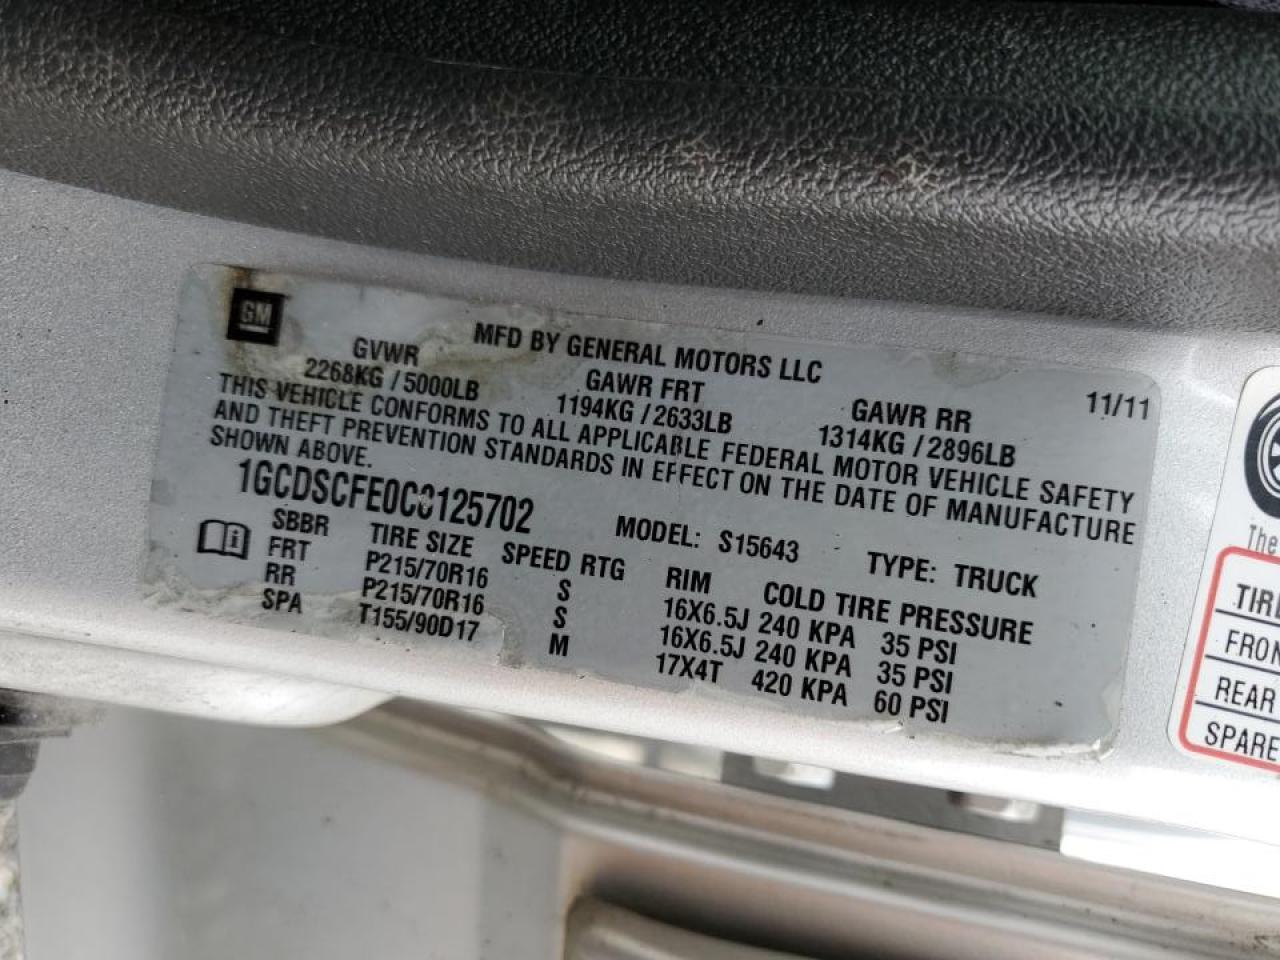 GM
MFD BY GENERAL MOTORS LLC
GVWR GAWR FRT GAWR RR 11/11
2268KG / 5000LB 1194KG / 2633LB 1314KG / 2896LB
THIS VEHICLE CONFORMS TO ALL APPLICABLE FEDERAL MOTOR VEHICLE SAFETY
AND THEFT PREVENTION STANDARDS IN EFFECT ON THE DATE OF MANUFACTURE
SHOWN ABOVE.
1GCDSCFE0C8125702 MODEL: S15643 TYPE: TRUCK
SBBR TIRE SIZE SPEED RTG RIM COLD TIRE PRESSURE
FRT P215/70R16 S 16X6.5J 240 KPA 35 PSI
RR P215/70R16 S 16X6.5J 240 KPA 35 PSI
SPA T155/90D17 M 17X4T 420 KPA 60 PSI
The
TIRE
FRON
REAR
SPARE